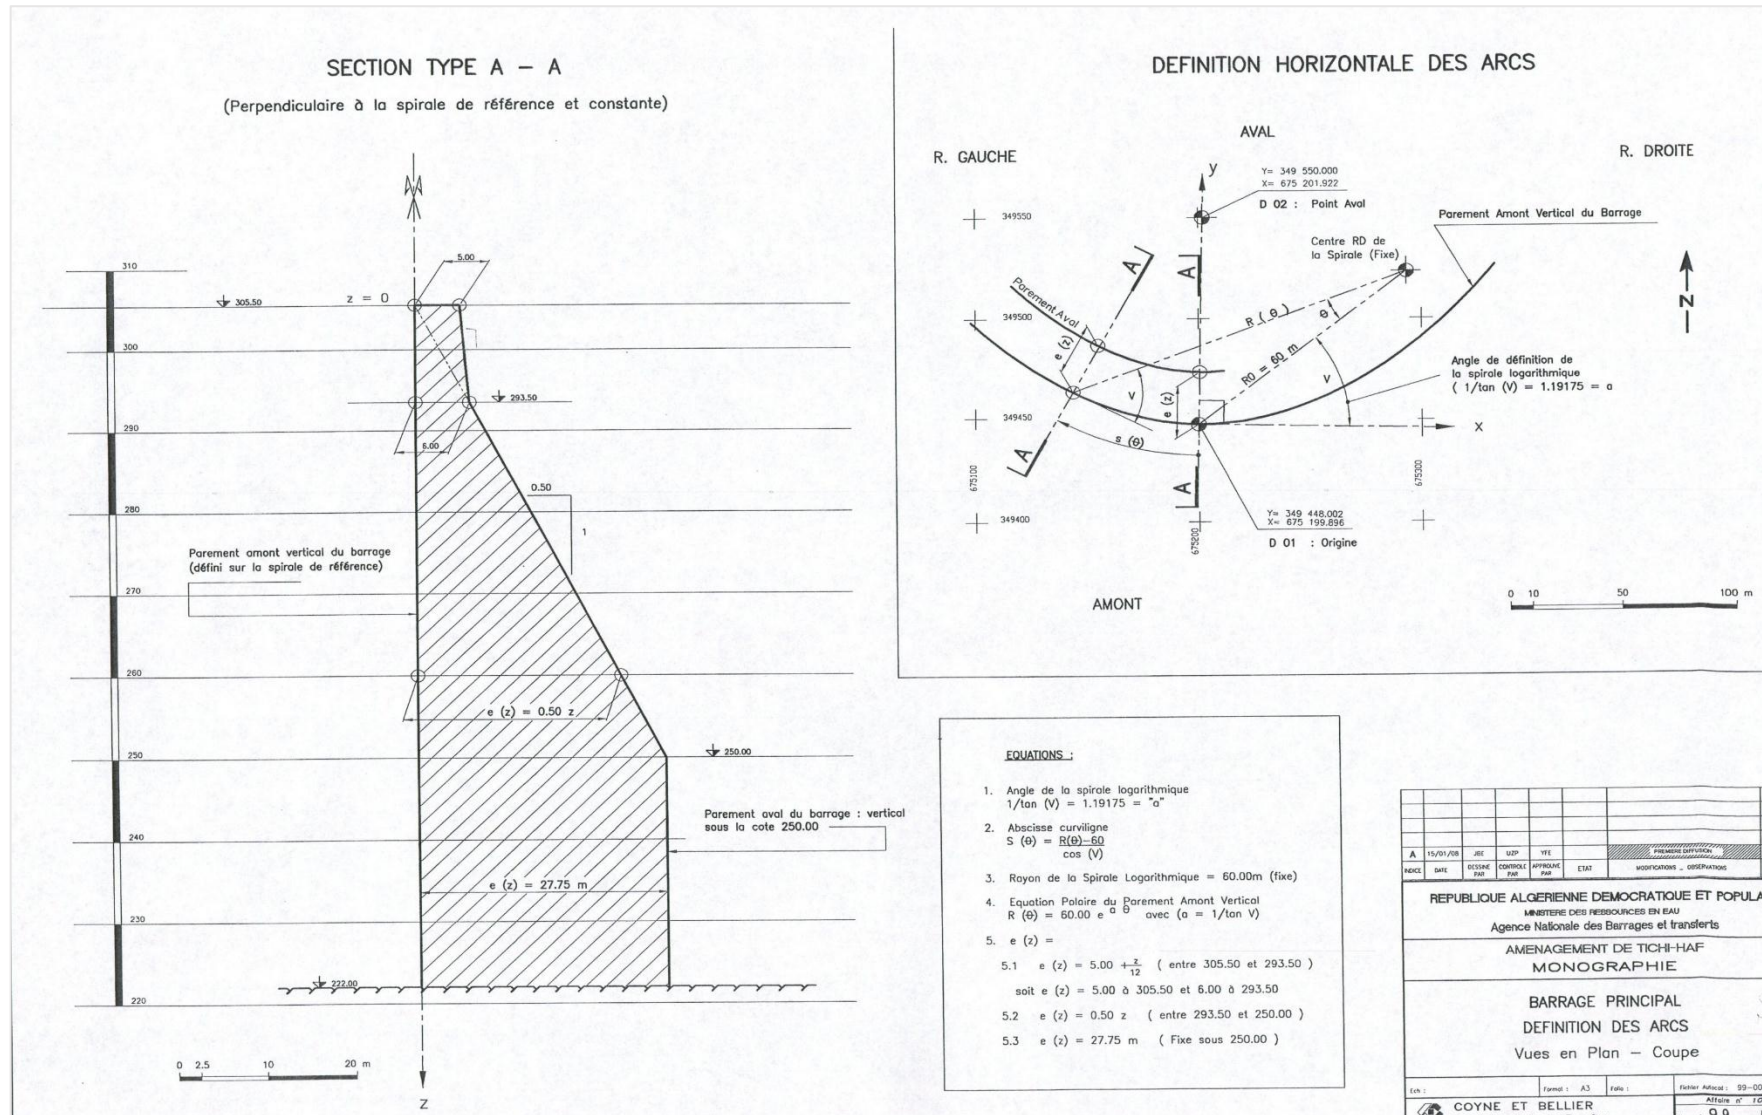 SECTION TYPE A – A
(Perpendiculaire à la spirale de référence et constante)
5.00
310
z = 0
305.50
300
293.50
290
6.00
0.50
1
280
Parement amont vertical du barrage
(défini sur la spirale de référence)
270
260
e (z) = 0.50 z
250
250.00
Parement aval du barrage : vertical
sous la cote 250.00
240
e (z) = 27.75 m
230
222.00
220
0 2.5 10 20 m
Z
DEFINITION HORIZONTALE DES ARCS
AVAL
R. GAUCHE
R. DROITE
y
Y= 349 550.000
X= 675 201.922
D 02 : Point Aval
349550
Parement Amont Vertical du Barrage
Centre RD de
la Spirale (Fixe)
A
A
N
Parement Aval
349500
R ( θ )
θ
e (z)
R0 = 60 m
V
V
Angle de définition de
la spirale logarithmique
( 1/tan (V) = 1.19175 = a
e (z)
349450
x
s (θ)
A
A
675100
675200
675300
349400
Y= 349 448.002
X= 675 199.896
D 01 : Origine
AMONT
0 10 50 100 m
EQUATIONS :
1. Angle de la spirale logarithmique
1/tan (V) = 1.19175 = "a"
2. Abscisse curviligne
S (θ) = R(θ)-60
cos (V)
3. Rayon de la Spirale Logarithmique = 60.00m (fixe)
4. Equation Polaire du Parement Amont Vertical
R (θ) = 60.00 e a θ avec (a = 1/tan V)
5. e (z) =
5.1 e (z) = 5.00 + z/12 ( entre 305.50 et 293.50 )
soit e (z) = 5.00 à 305.50 et 6.00 à 293.50
5.2 e (z) = 0.50 z ( entre 293.50 et 250.00 )
5.3 e (z) = 27.75 m ( Fixe sous 250.00 )
A 15/01/08 JBE UZP YFE PREMIERE DIFFUSION
INDICE DATE DESSINE PAR CONTROLE PAR APPROUVE PAR ETAT MODIFICATIONS _ OBSERVATIONS
REPUBLIQUE ALGERIENNE DEMOCRATIQUE ET POPULA
MINISTERE DES RESSOURCES EN EAU
Agence Nationale des Barrages et transferts
AMENAGEMENT DE TICHI-HAF
MONOGRAPHIE
BARRAGE PRINCIPAL
DEFINITION DES ARCS
Vues en Plan – Coupe
Ech : Format : A3 Folio : Fichier Autocad : 99-00
COYNE ET BELLIER
Affaire n°